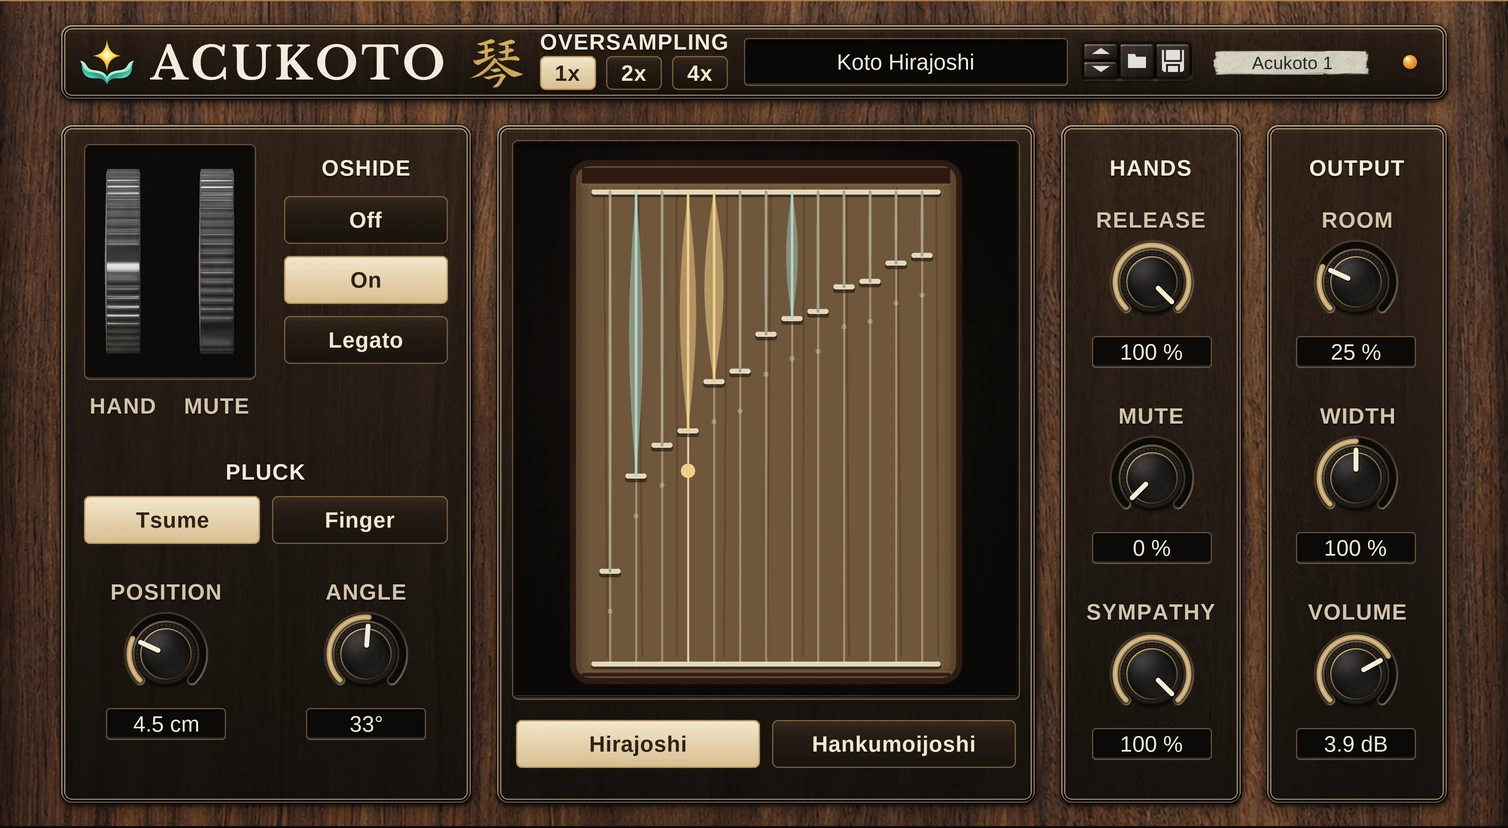 ACUKOTO
琴
OVERSAMPLING
1x
2x
4x
Koto Hirajoshi
Acukoto 1
OSHIDE
Off
On
Legato
HAND
MUTE
PLUCK
Tsume
Finger
POSITION
ANGLE
4.5 cm
33°
Hirajoshi
Hankumoijoshi
HANDS
RELEASE
100 %
MUTE
0 %
SYMPATHY
100 %
OUTPUT
ROOM
25 %
WIDTH
100 %
VOLUME
3.9 dB